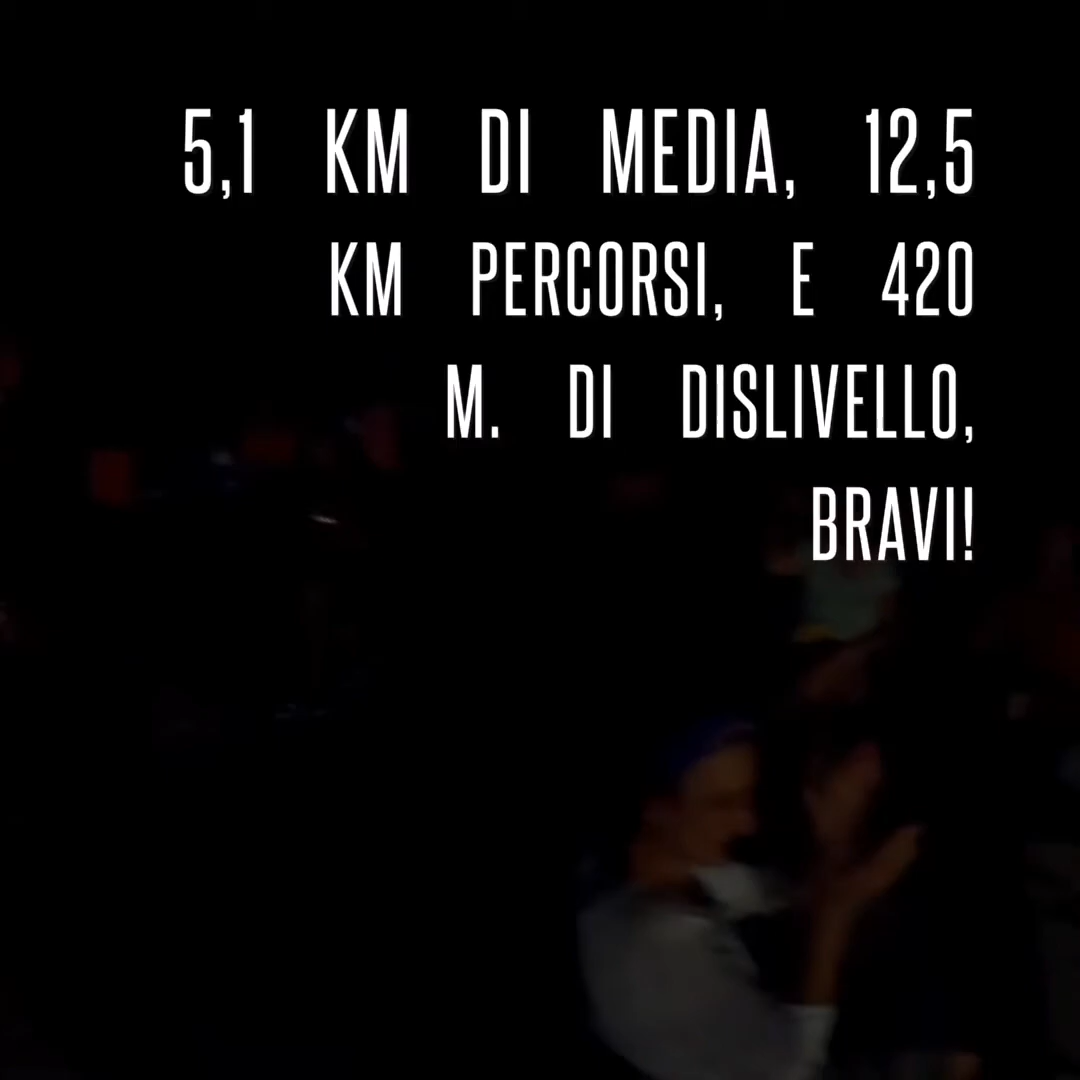 5,1 KM DI MEDIA, 12,5
KM PERCORSI, E 420
M. DI DISLIVELLO,
BRAVI!